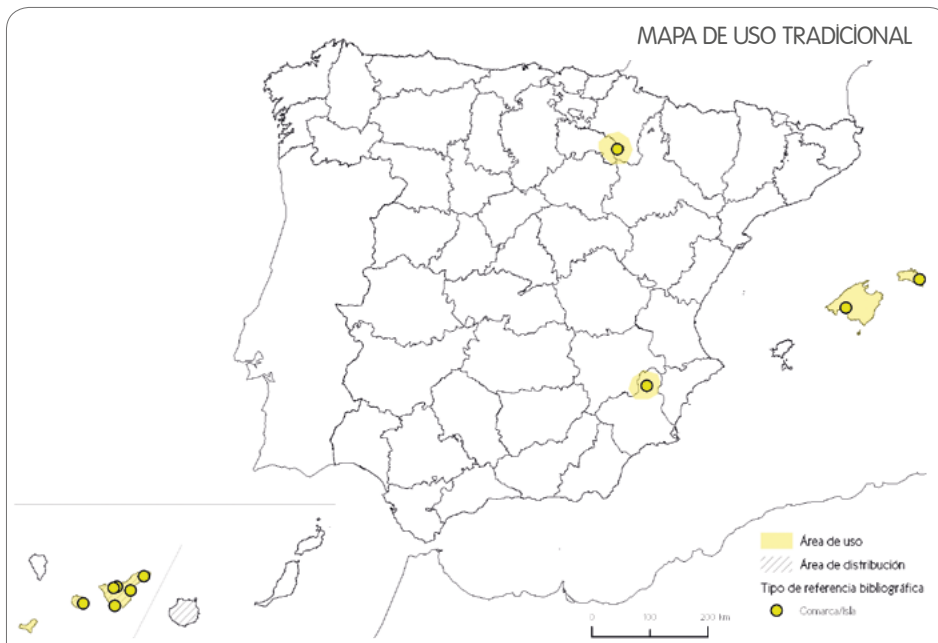 MAPA DE USO TRADICIONAL
Área de uso
Área de distribución
Tipo de referencia bibliográfica
Comarca/Isla
0 100 200 km